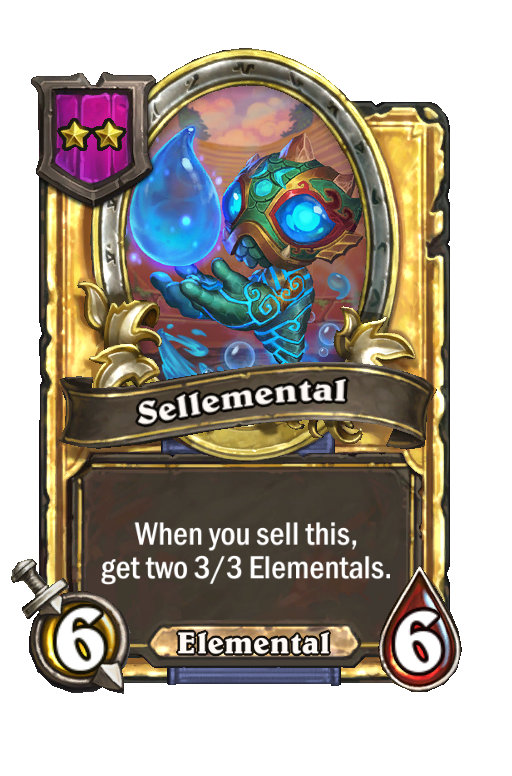 Sellemental
When you sell this,
get two 3/3 Elementals.
6
Elemental
6